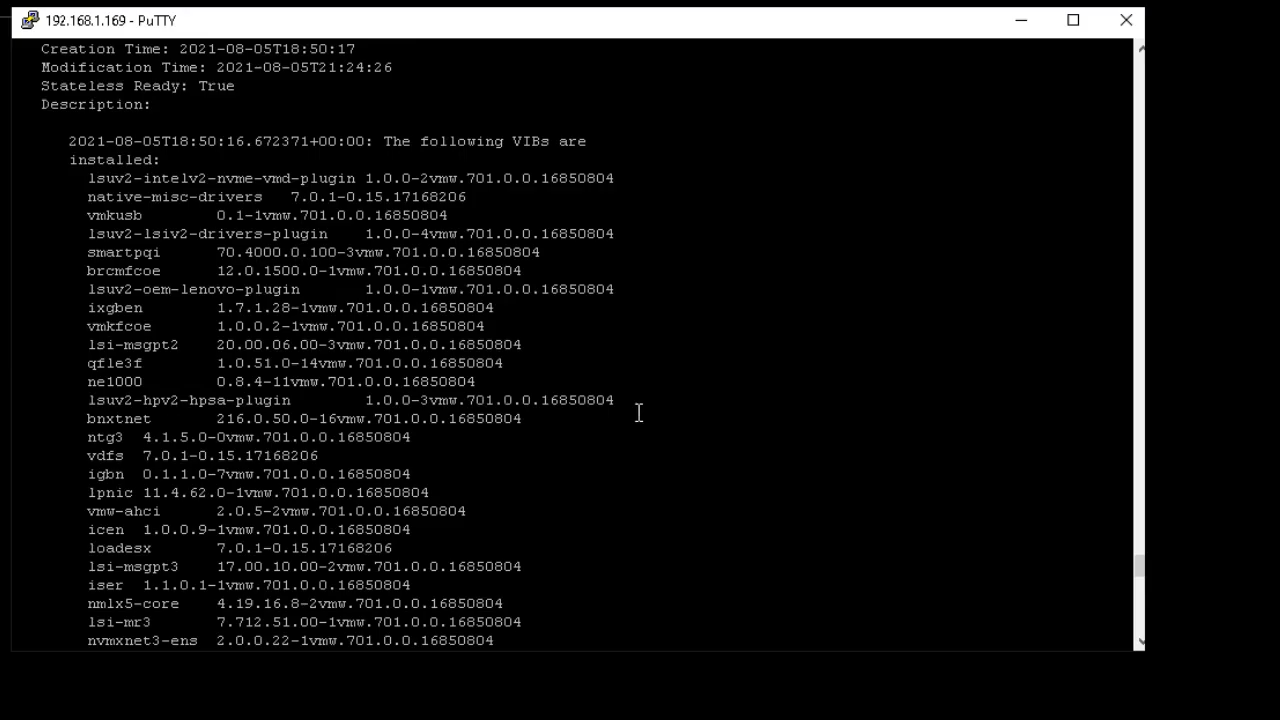 192.168.1.169 - PuTTY
Creation Time: 2021-08-05T18:50:17
Modification Time: 2021-08-05T21:24:26
Stateless Ready: True
Description:
2021-08-05T18:50:16.672371+00:00: The following VIBs are
installed:
lsuv2-intelv2-nvme-vmd-plugin 1.0.0-2vmw.701.0.0.16850804
native-misc-drivers 7.0.1-0.15.17168206
vmkusb 0.1-1vmw.701.0.0.16850804
lsuv2-lsiv2-drivers-plugin 1.0.0-4vmw.701.0.0.16850804
smartpqi 70.4000.0.100-3vmw.701.0.0.16850804
brcmfcoe 12.0.1500.0-1vmw.701.0.0.16850804
lsuv2-oem-lenovo-plugin 1.0.0-1vmw.701.0.0.16850804
ixgben 1.7.1.28-1vmw.701.0.0.16850804
vmkfcoe 1.0.0.2-1vmw.701.0.0.16850804
lsi-msgpt2 20.00.06.00-3vmw.701.0.0.16850804
qfle3f 1.0.51.0-14vmw.701.0.0.16850804
ne1000 0.8.4-11vmw.701.0.0.16850804
lsuv2-hpv2-hpsa-plugin 1.0.0-3vmw.701.0.0.16850804
bnxtnet 216.0.50.0-16vmw.701.0.0.16850804
ntg3 4.1.5.0-0vmw.701.0.0.16850804
vdfs 7.0.1-0.15.17168206
igbn 0.1.1.0-7vmw.701.0.0.16850804
lpnic 11.4.62.0-1vmw.701.0.0.16850804
vmw-ahci 2.0.5-2vmw.701.0.0.16850804
icen 1.0.0.9-1vmw.701.0.0.16850804
loadesx 7.0.1-0.15.17168206
lsi-msgpt3 17.00.10.00-2vmw.701.0.0.16850804
iser 1.1.0.1-1vmw.701.0.0.16850804
nmlx5-core 4.19.16.8-2vmw.701.0.0.16850804
lsi-mr3 7.712.51.00-1vmw.701.0.0.16850804
nvmxnet3-ens 2.0.0.22-1vmw.701.0.0.16850804